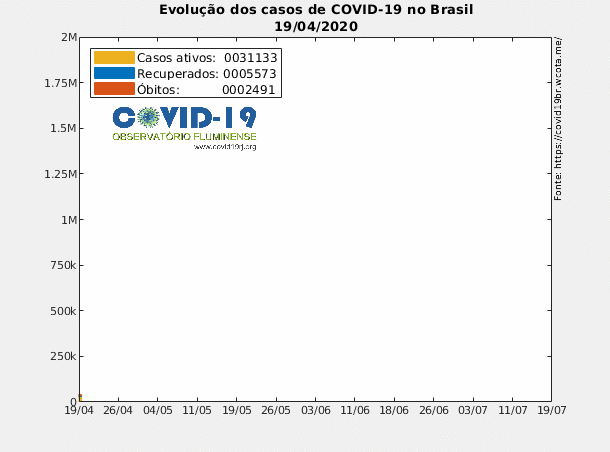 Evolução dos casos de COVID-19 no Brasil
19/04/2020
2M
1.75M
1.5M
1.25M
1M
750k
500k
250k
0
Casos ativos: 0031133
Recuperados: 0005573
Óbitos: 0002491
COVID-19
OBSERVATÓRIO FLUMINENSE
www.covid19rj.org
Fonte: https://covid19br.wcota.me/
19/04 26/04 04/05 11/05 19/05 26/05 03/06 11/06 18/06 26/06 03/07 11/07 19/07